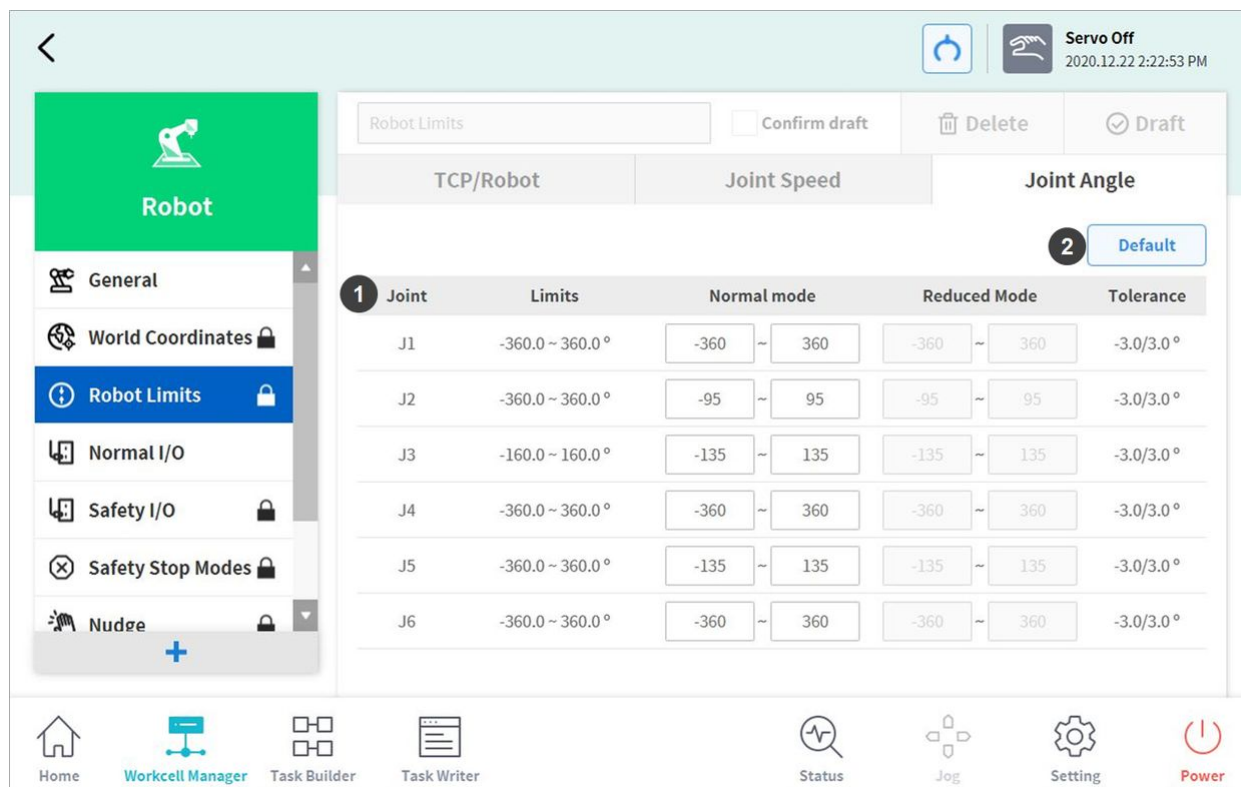 Servo Off
2020.12.22 2:22:53 PM
Robot
General
World Coordinates
Robot Limits
Normal I/O
Safety I/O
Safety Stop Modes
Nudge
+
Robot Limits Confirm draft Delete Draft
TCP/Robot Joint Speed Joint Angle
2 Default
1 Joint Limits Normal mode Reduced Mode Tolerance
J1 -360.0 ~ 360.0 º -360 ~ 360 -360 ~ 360 -3.0/3.0 º
J2 -360.0 ~ 360.0 º -95 ~ 95 -95 ~ 95 -3.0/3.0 º
J3 -160.0 ~ 160.0 º -135 ~ 135 -135 ~ 135 -3.0/3.0 º
J4 -360.0 ~ 360.0 º -360 ~ 360 -360 ~ 360 -3.0/3.0 º
J5 -360.0 ~ 360.0 º -135 ~ 135 -135 ~ 135 -3.0/3.0 º
J6 -360.0 ~ 360.0 º -360 ~ 360 -360 ~ 360 -3.0/3.0 º
Home Workcell Manager Task Builder Task Writer Status Jog Setting Power